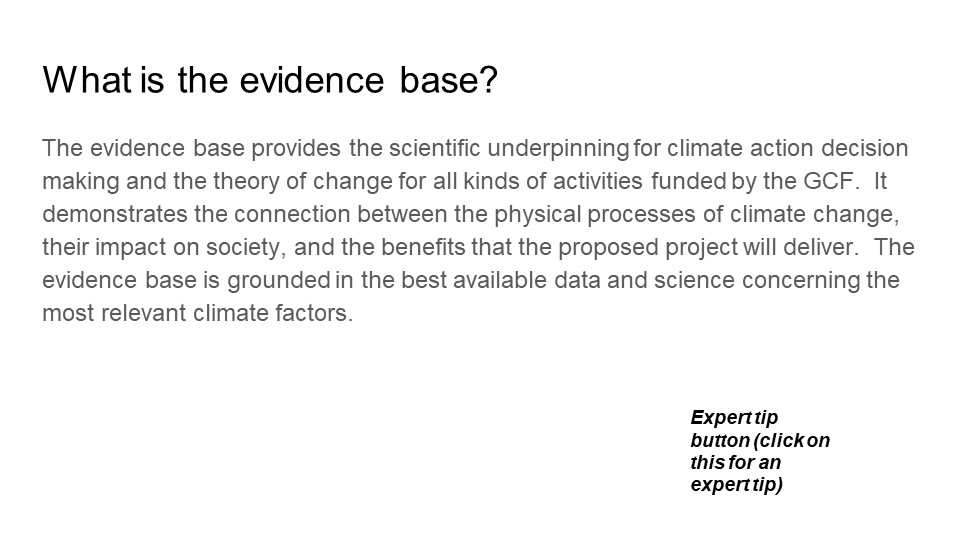 What is the evidence base?
The evidence base provides the scientific underpinning for climate action decision
making and the theory of change for all kinds of activities funded by the GCF.  It
demonstrates the connection between the physical processes of climate change,
their impact on society, and the benefits that the proposed project will deliver.  The
evidence base is grounded in the best available data and science concerning the
most relevant climate factors.
Expert tip
button (click on
this for an
expert tip)